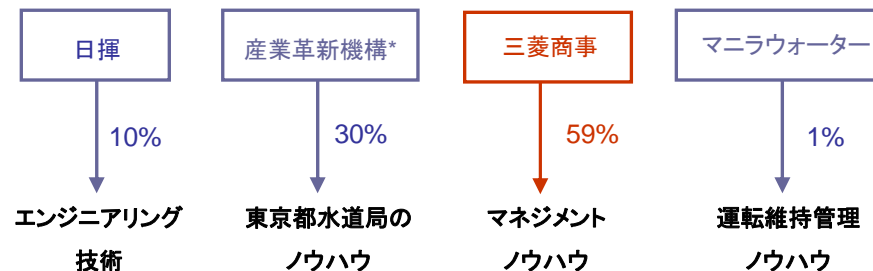 日揮
産業革新機構*
三菱商事
マニラウォーター
10%
30%
59%
1%
エンジニアリング
技術
東京都水道局の
ノウハウ
マネジメント
ノウハウ
運転維持管理
ノウハウ